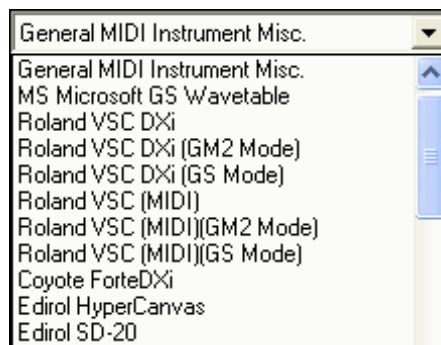 General MIDI Instrument Misc.
General MIDI Instrument Misc.
MS Microsoft GS Wavetable
Roland VSC DXi
Roland VSC DXi (GM2 Mode)
Roland VSC DXi (GS Mode)
Roland VSC (MIDI)
Roland VSC (MIDI)(GM2 Mode)
Roland VSC (MIDI)(GS Mode)
Coyote ForteDXi
Edirol HyperCanvas
Edirol SD-20